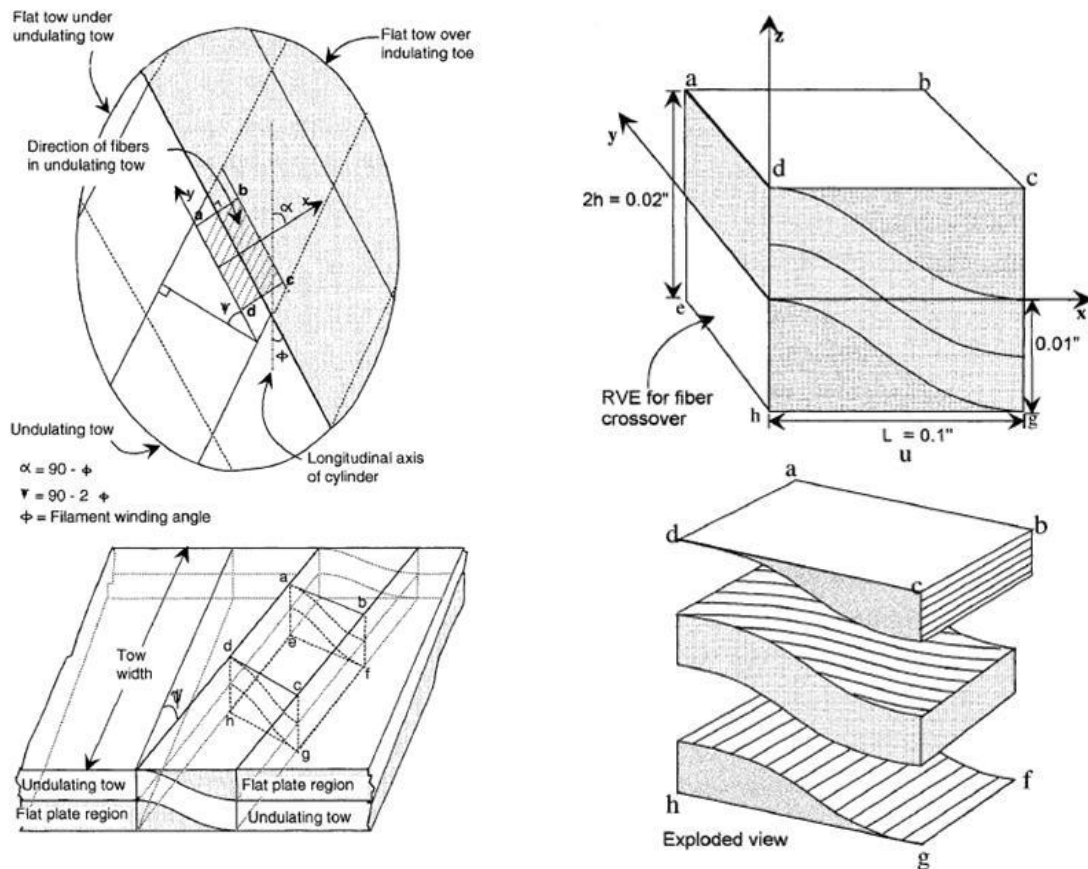 Flat tow under
undulating tow
Flat tow over
indulating toe
Direction of fibers
in undulating tow
y
a
b
α
x
c
d
Ɣ
ϕ
Undulating tow
Longitudinal axis
of cylinder
α = 90 - ϕ
Ɣ = 90 - 2 ϕ
ϕ = Filament winding angle
z
a
b
y
d
c
2h = 0.02"
e
x
0.01"
RVE for fiber
crossover
h
g
L = 0.1"
u
a
b
d
c
h
f
g
Exploded view
a
b
Tow
width
d
e
c
f
Ɣ
h
g
Undulating tow
Flat plate region
Flat plate region
Undulating tow